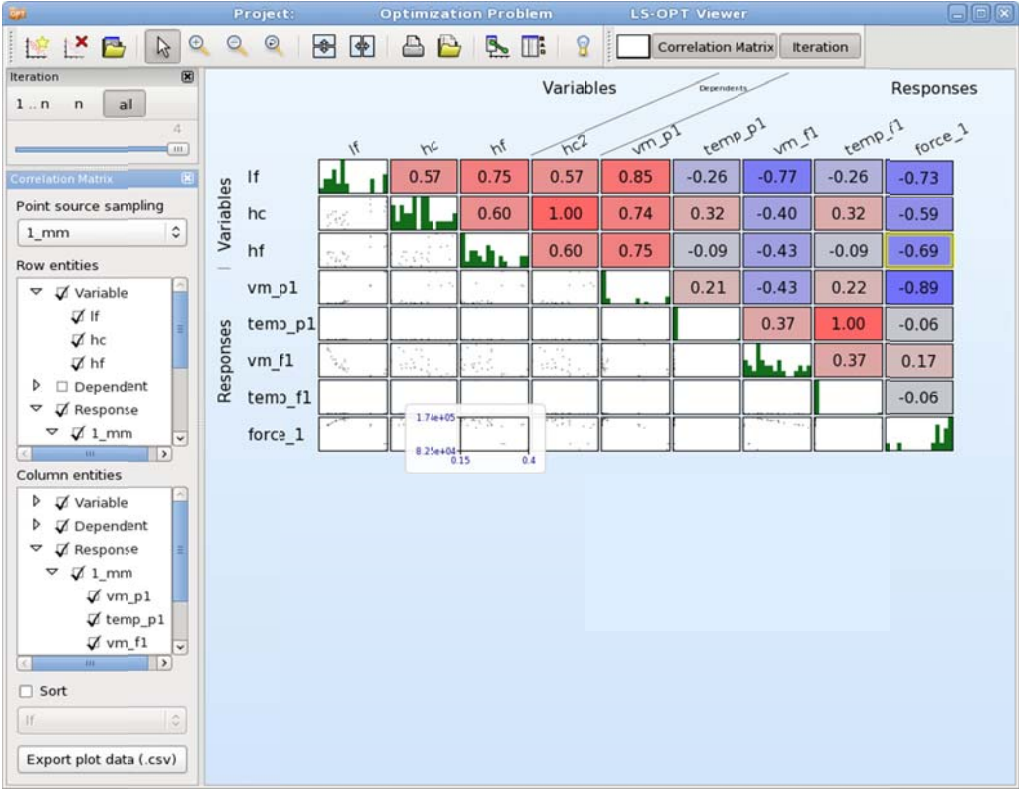 OPT Project: Optimization Problem LS-OPT Viewer
Correlation Matrix Iteration
Iteration
1 .. n n al
4
Correlation Matrix
Point source sampling
1_mm
Row entities
Variable
lf
hc
hf
Dependent
Response
1_mm
Column entities
Variable
Dependent
Response
1_mm
vm_p1
temp_p1
vm_f1
Sort
lf
Export plot data (.csv)
Variables Dependents Responses
lf hc hf hc2 vm_p1 temp_p1 vm_f1 temp_f1 force_1
Variables
Responses
lf 0.57 0.75 0.57 0.85 -0.26 -0.77 -0.26 -0.73
hc 0.60 1.00 0.74 0.32 -0.40 0.32 -0.59
hf 0.60 0.75 -0.09 -0.43 -0.09 -0.69
vm_p1 0.21 -0.43 0.22 -0.89
temp_p1 0.37 1.00 -0.06
vm_f1 0.37 0.17
temp_f1 -0.06
force_1
1.7e+05
8.25e+04
0.15 0.4